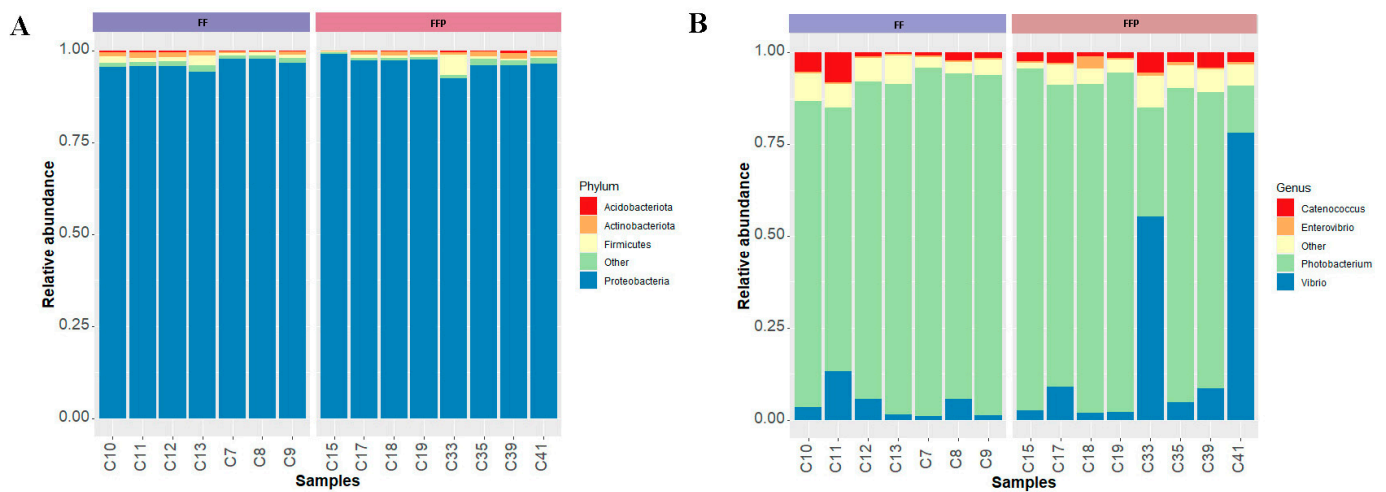 A
FF
FFP
1.00
0.75
0.50
0.25
0.00
Relative abundance
C10
C11
C12
C13
C7
C8
C9
C15
C17
C18
C19
C33
C35
C39
C41
Samples
Phylum
Acidobacteriota
Actinobacteriota
Firmicutes
Other
Proteobacteria
B
FF
FFP
1.00
0.75
0.50
0.25
0.00
Relative abundance
C10
C11
C12
C13
C7
C8
C9
C15
C17
C18
C19
C33
C35
C39
C41
Samples
Genus
Catenococcus
Enterovibrio
Other
Photobacterium
Vibrio